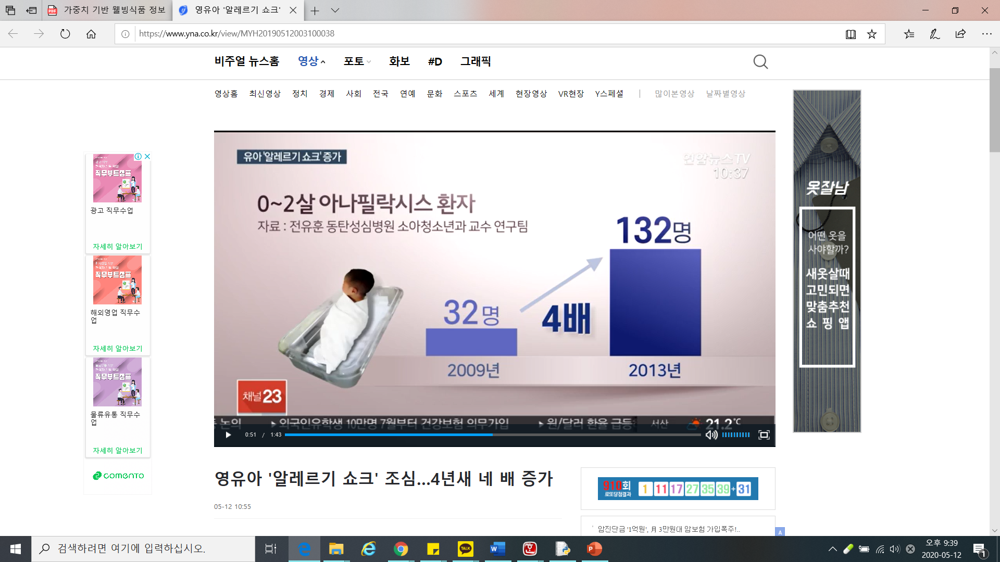 가중치 기반 웰빙식품 정보
영유아 '알레르기 쇼크'
https://www.yna.co.kr/view/MYH20190512003100038
비주얼 뉴스홈 영상 포토 화보 #D 그래픽
영상홈 최신영상 정치 경제 사회 전국 연예 문화 스포츠 세계 현장영상 VR현장 Y스페셜 | 많이본영상 날짜별영상
유아 '알레르기 쇼크' 증가
연합뉴스TV
10:37
0~2살 아나필락시스 환자
자료 : 전유훈 동탄성심병원 소아청소년과 교수 연구팀
132명
32명
4배
2009년
2013년
채널23
논의 ▸외국인유학생 10만명 7월부터 건강보험 의무가입 ▸원/달러 환율 급등 서산 21.2℃
0:51 / 1:43
직무부트캠프
광고 직무수업
자세히 알아보기
직무부트캠프
해외영업 직무수
업
자세히 알아보기
직무부트캠프
물류유통 직무수
업
자세히 알아보기
comento
옷잘남
어떤 옷을
사야할까?
새옷살때
고민되면
맞춤추천
쇼 핑 앱
영유아 '알레르기 쇼크' 조심...4년새 네 배 증가
05-12 10:55
910회
로또당첨결과
1 11 17 27 35 39 + 31
암진단금 '1억원', 月 3만원대 암보험 가입폭주!..
A
검색하려면 여기에 입력하십시오.
TALK
오후 9:39
2020-05-12
1